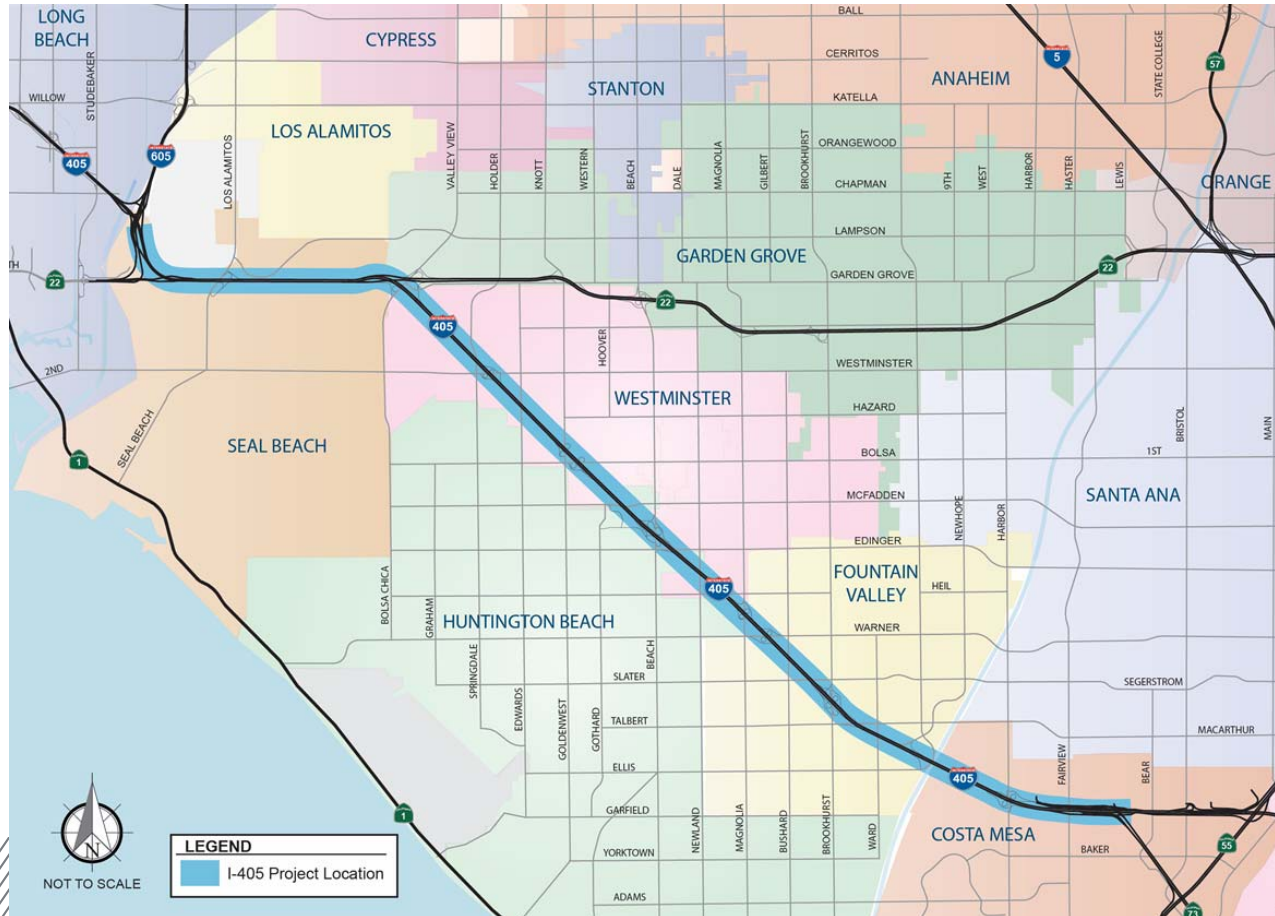 LONG
BEACH
CYPRESS
BALL
STATE COLLEGE
CERRITOS
5
57
STUDEBAKER
STANTON
ANAHEIM
WILLOW
KATELLA
LOS ALAMITOS
ORANGEWOOD
405
605
LOS ALAMITOS
VALLEY VIEW
HOLDER
KNOTT
WESTERN
BEACH
DALE
MAGNOLIA
GILBERT
BROOKHURST
CHAPMAN
9TH
WEST
HARBOR
HASTER
LEWIS
ORANGE
LAMPSON
GARDEN GROVE
22
22
GARDEN GROVE
22
405
HOOVER
2ND
WESTMINSTER
WESTMINSTER
HAZARD
SEAL BEACH
SEAL BEACH
BOLSA
BRISTOL
MAIN
1ST
1
MCFADDEN
SANTA ANA
NEWHOPE
HARBOR
EDINGER
FOUNTAIN
VALLEY
HEIL
405
BOLSA CHICA
GRAHAM
HUNTINGTON BEACH
WARNER
SPRINGDALE
EDWARDS
GOLDENWEST
GOTHARD
BEACH
SLATER
SEGERSTROM
TALBERT
MACARTHUR
ELLIS
405
FAIRVIEW
BEAR
1
GARFIELD
NEWLAND
MAGNOLIA
BUSHARD
BROOKHURST
WARD
COSTA MESA
BAKER
55
YORKTOWN
ADAMS
73
N
NOT TO SCALE
LEGEND
I-405 Project Location